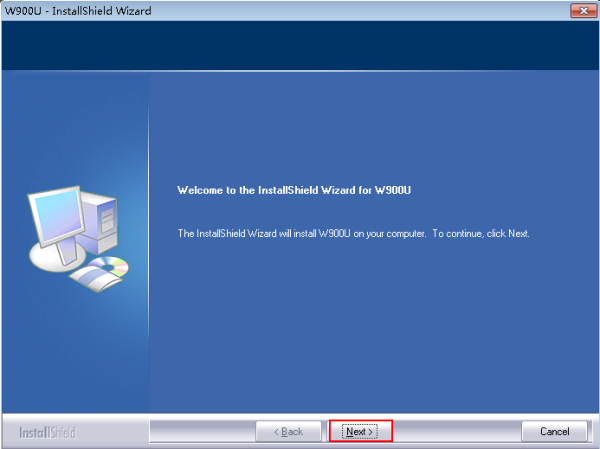 W900U - InstallShield Wizard
Welcome to the InstallShield Wizard for W900U
The InstallShield Wizard will install W900U on your computer. To continue, click Next.
InstallShield
< Back
Next >
Cancel